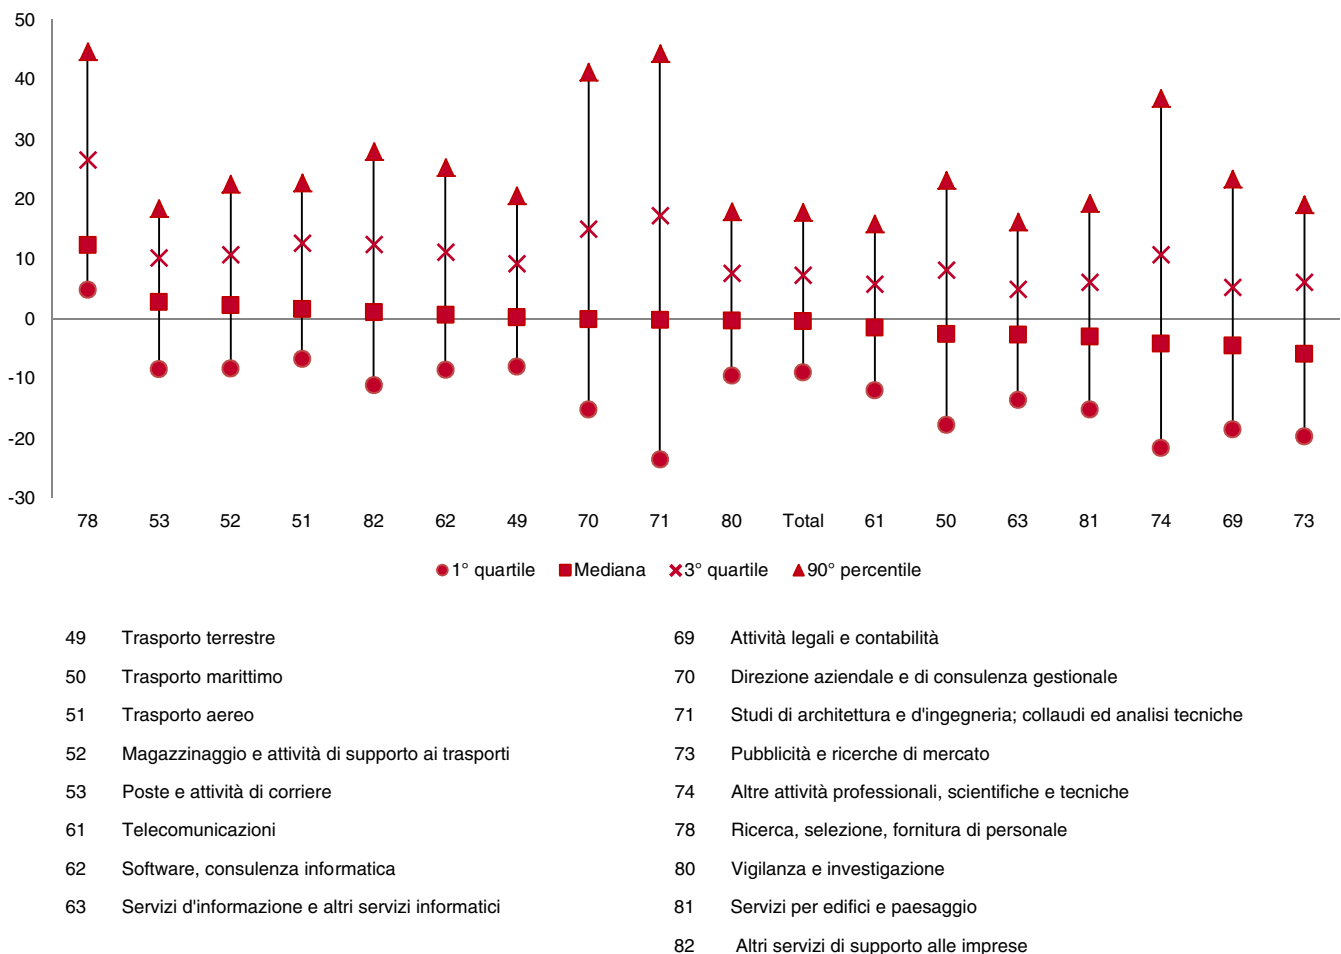 50
40
30
20
10
0
-10
-20
-30
78 53 52 51 82 62 49 70 71 80 Total 61 50 63 81 74 69 73
1° quartile Mediana 3° quartile 90° percentile
49 Trasporto terrestre
50 Trasporto marittimo
51 Trasporto aereo
52 Magazzinaggio e attività di supporto ai trasporti
53 Poste e attività di corriere
61 Telecomunicazioni
62 Software, consulenza informatica
63 Servizi d'informazione e altri servizi informatici
69 Attività legali e contabilità
70 Direzione aziendale e di consulenza gestionale
71 Studi di architettura e d'ingegneria; collaudi ed analisi tecniche
73 Pubblicità e ricerche di mercato
74 Altre attività professionali, scientifiche e tecniche
78 Ricerca, selezione, fornitura di personale
80 Vigilanza e investigazione
81 Servizi per edifici e paesaggio
82 Altri servizi di supporto alle imprese